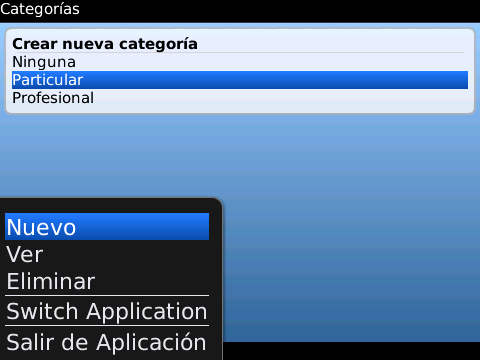 Categorías
Crear nueva categoría
Ninguna
Particular
Profesional
Nuevo
Ver
Eliminar
Switch Application
Salir de Aplicación